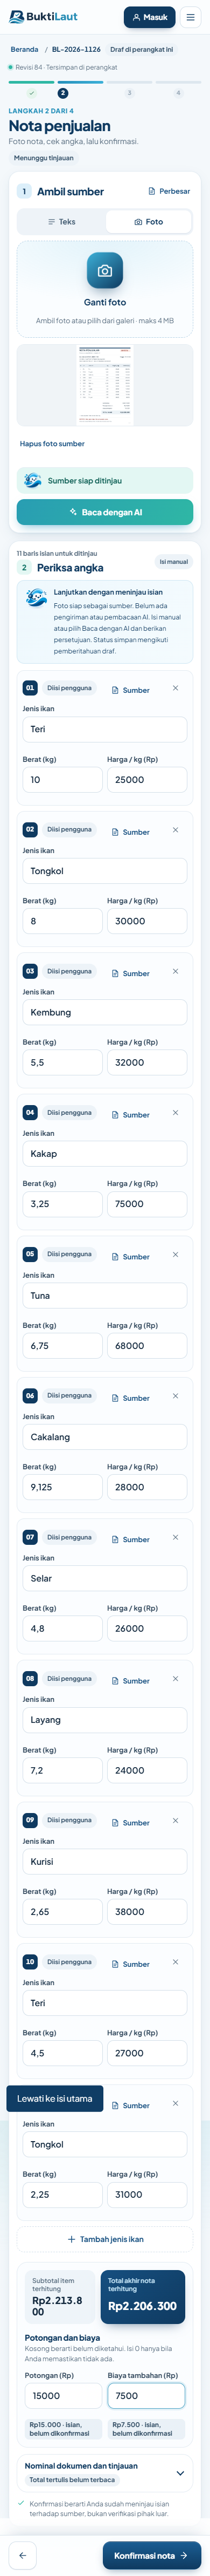 BuktiLaut
Masuk
Beranda / BL-2026-1126 Draf di perangkat ini
Revisi 84 · Tersimpan di perangkat
2 3 4
LANGKAH 2 DARI 4
Nota penjualan
Foto nota, cek angka, lalu konfirmasi.
Menunggu tinjauan
1 Ambil sumber Perbesar
Teks Foto
Ganti foto
Ambil foto atau pilih dari galeri · maks 4 MB
Hapus foto sumber
Sumber siap ditinjau
Baca dengan AI
11 baris isian untuk ditinjau
2 Periksa angka Isi manual
Lanjutkan dengan meninjau isian
Foto siap sebagai sumber. Belum ada
pengiriman atau pembacaan AI. Isi manual
atau pilih Baca dengan AI dan berikan
persetujuan. Status simpan mengikuti
pemberitahuan draf.
01 Diisi pengguna Sumber
Jenis ikan
Teri
Berat (kg) Harga / kg (Rp)
10 25000
02 Diisi pengguna Sumber
Jenis ikan
Tongkol
Berat (kg) Harga / kg (Rp)
8 30000
03 Diisi pengguna Sumber
Jenis ikan
Kembung
Berat (kg) Harga / kg (Rp)
5,5 32000
04 Diisi pengguna Sumber
Jenis ikan
Kakap
Berat (kg) Harga / kg (Rp)
3,25 75000
05 Diisi pengguna Sumber
Jenis ikan
Tuna
Berat (kg) Harga / kg (Rp)
6,75 68000
06 Diisi pengguna Sumber
Jenis ikan
Cakalang
Berat (kg) Harga / kg (Rp)
9,125 28000
07 Diisi pengguna Sumber
Jenis ikan
Selar
Berat (kg) Harga / kg (Rp)
4,8 26000
08 Diisi pengguna Sumber
Jenis ikan
Layang
Berat (kg) Harga / kg (Rp)
7,2 24000
09 Diisi pengguna Sumber
Jenis ikan
Kurisi
Berat (kg) Harga / kg (Rp)
2,65 38000
10 Diisi pengguna Sumber
Jenis ikan
Teri
Berat (kg) Harga / kg (Rp)
4,5 27000
Lewati ke isi utama Sumber
Jenis ikan
Tongkol
Berat (kg) Harga / kg (Rp)
2,25 31000
Tambah jenis ikan
Subtotal item
terhitung
Rp2.213.8
00
Total akhir nota
terhitung
Rp2.206.300
Potongan dan biaya
Kosong berarti belum diketahui. Isi 0 hanya bila
Anda memastikan tidak ada.
Potongan (Rp) Biaya tambahan (Rp)
15000 7500
Rp15.000 · isian,
belum dikonfirmasi
Rp7.500 · isian,
belum dikonfirmasi
Nominal dokumen dan tinjauan
Total tertulis belum terbaca
Konfirmasi berarti Anda sudah meninjau isian
terhadap sumber, bukan verifikasi pihak luar.
Konfirmasi nota